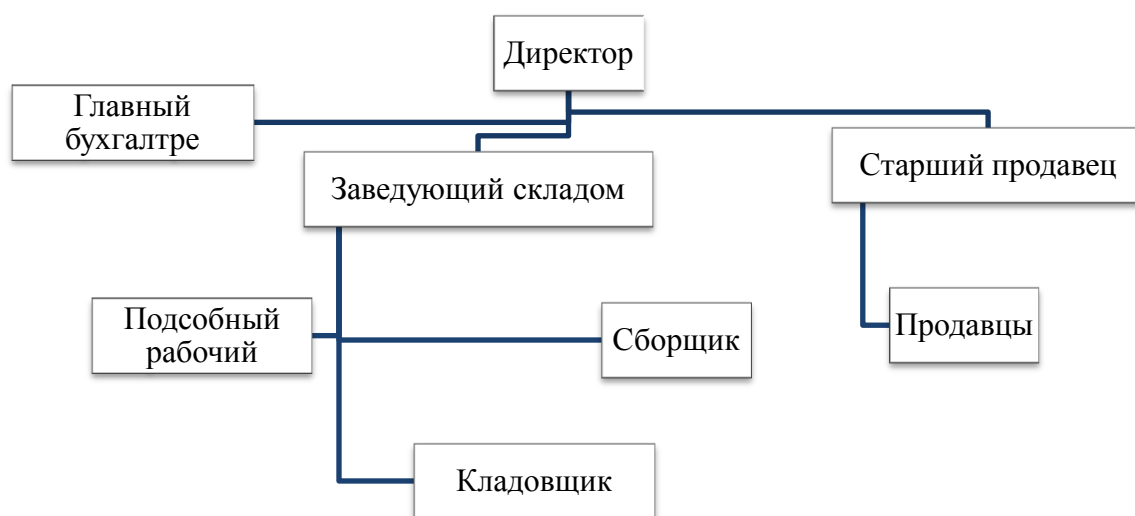 Директор
Главный
бухгалтре
Заведующий складом
Старший продавец
Подсобный
рабочий
Сборщик
Продавцы
Кладовщик